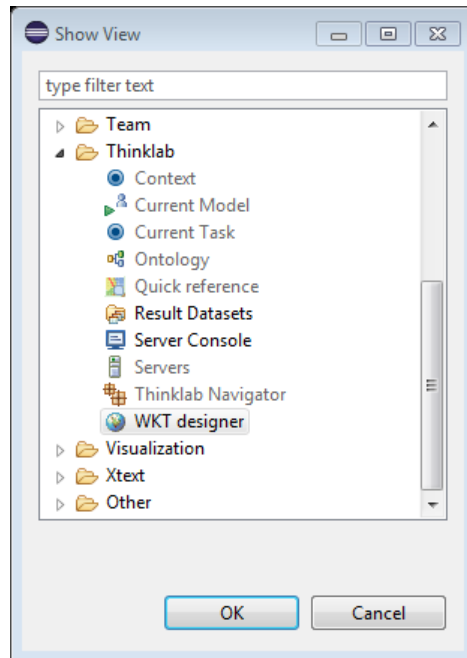 Show View
type filter text
Team
Thinklab
Context
Current Model
Current Task
Ontology
Quick reference
Result Datasets
Server Console
Servers
Thinklab Navigator
WKT designer
Visualization
Xtext
Other
OK
Cancel